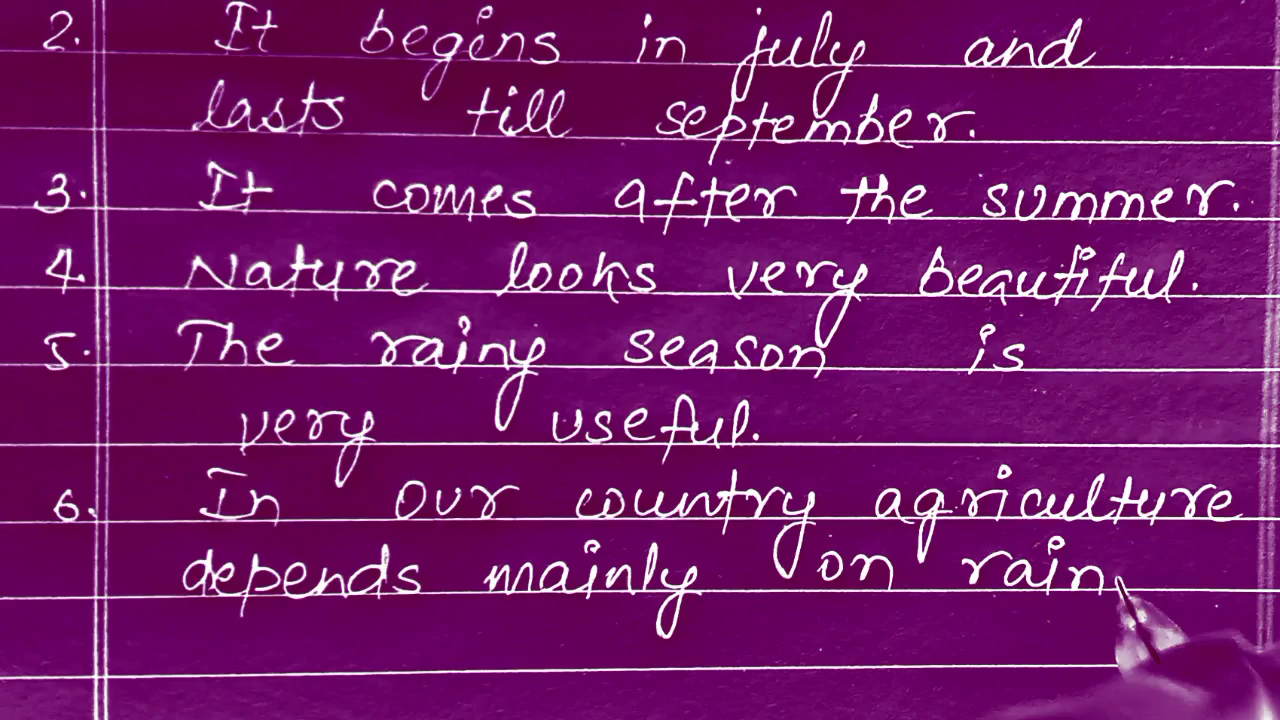 2. It begins in july and
lasts till september.
3. It comes after the summer.
4. Nature looks very beautiful.
5. The rainy season is
very useful.
6. In our country agriculture
depends mainly on rain